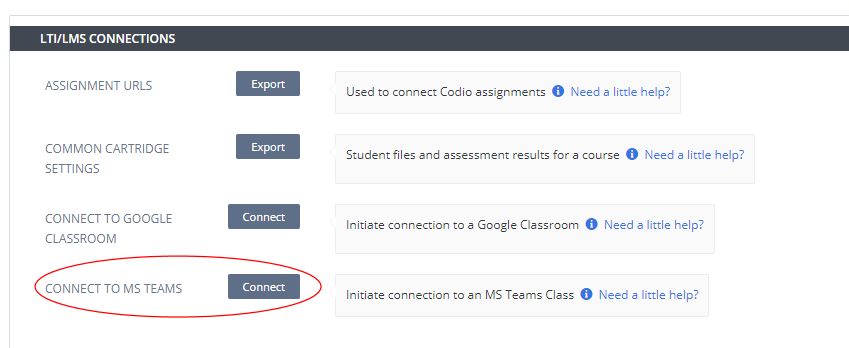 LTI/LMS CONNECTIONS
ASSIGNMENT URLS
Export
Used to connect Codio assignments Need a little help?
COMMON CARTRIDGE
SETTINGS
Export
Student files and assessment results for a course Need a little help?
CONNECT TO GOOGLE
CLASSROOM
Connect
Initiate connection to a Google Classroom Need a little help?
CONNECT TO MS TEAMS
Connect
Initiate connection to an MS Teams Class Need a little help?